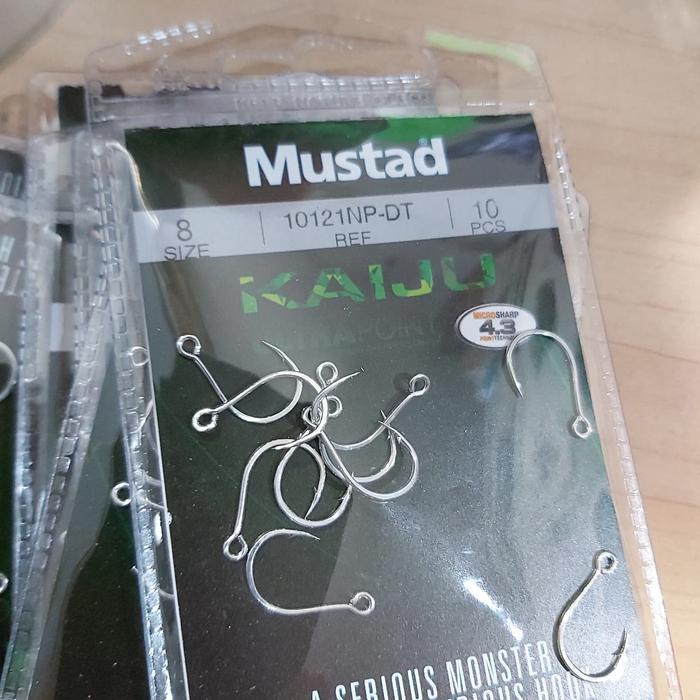 Mustad
8 10121NP-DT 10
SIZE REF PCS
KAIJU
MICROSHARP
4.3
A SERIOUS MONSTER